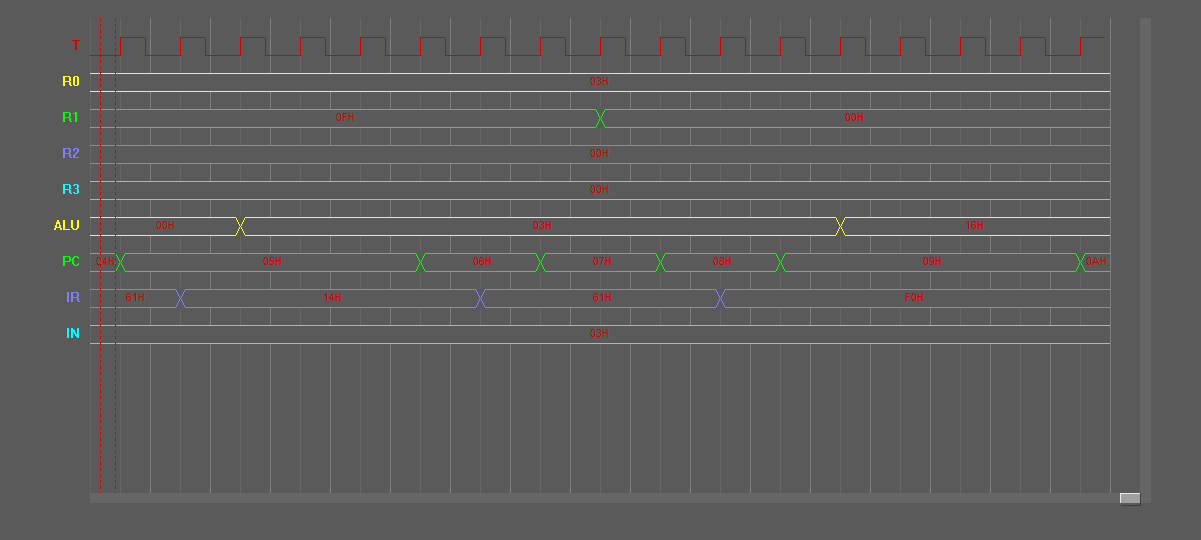 T
R0 03H
R1 0FH 00H
R2 00H
R3 00H
ALU 00H 03H 16H
PC 04H 05H 06H 07H 08H 09H 0AH
IR 61H 14H 61H F0H
IN 03H